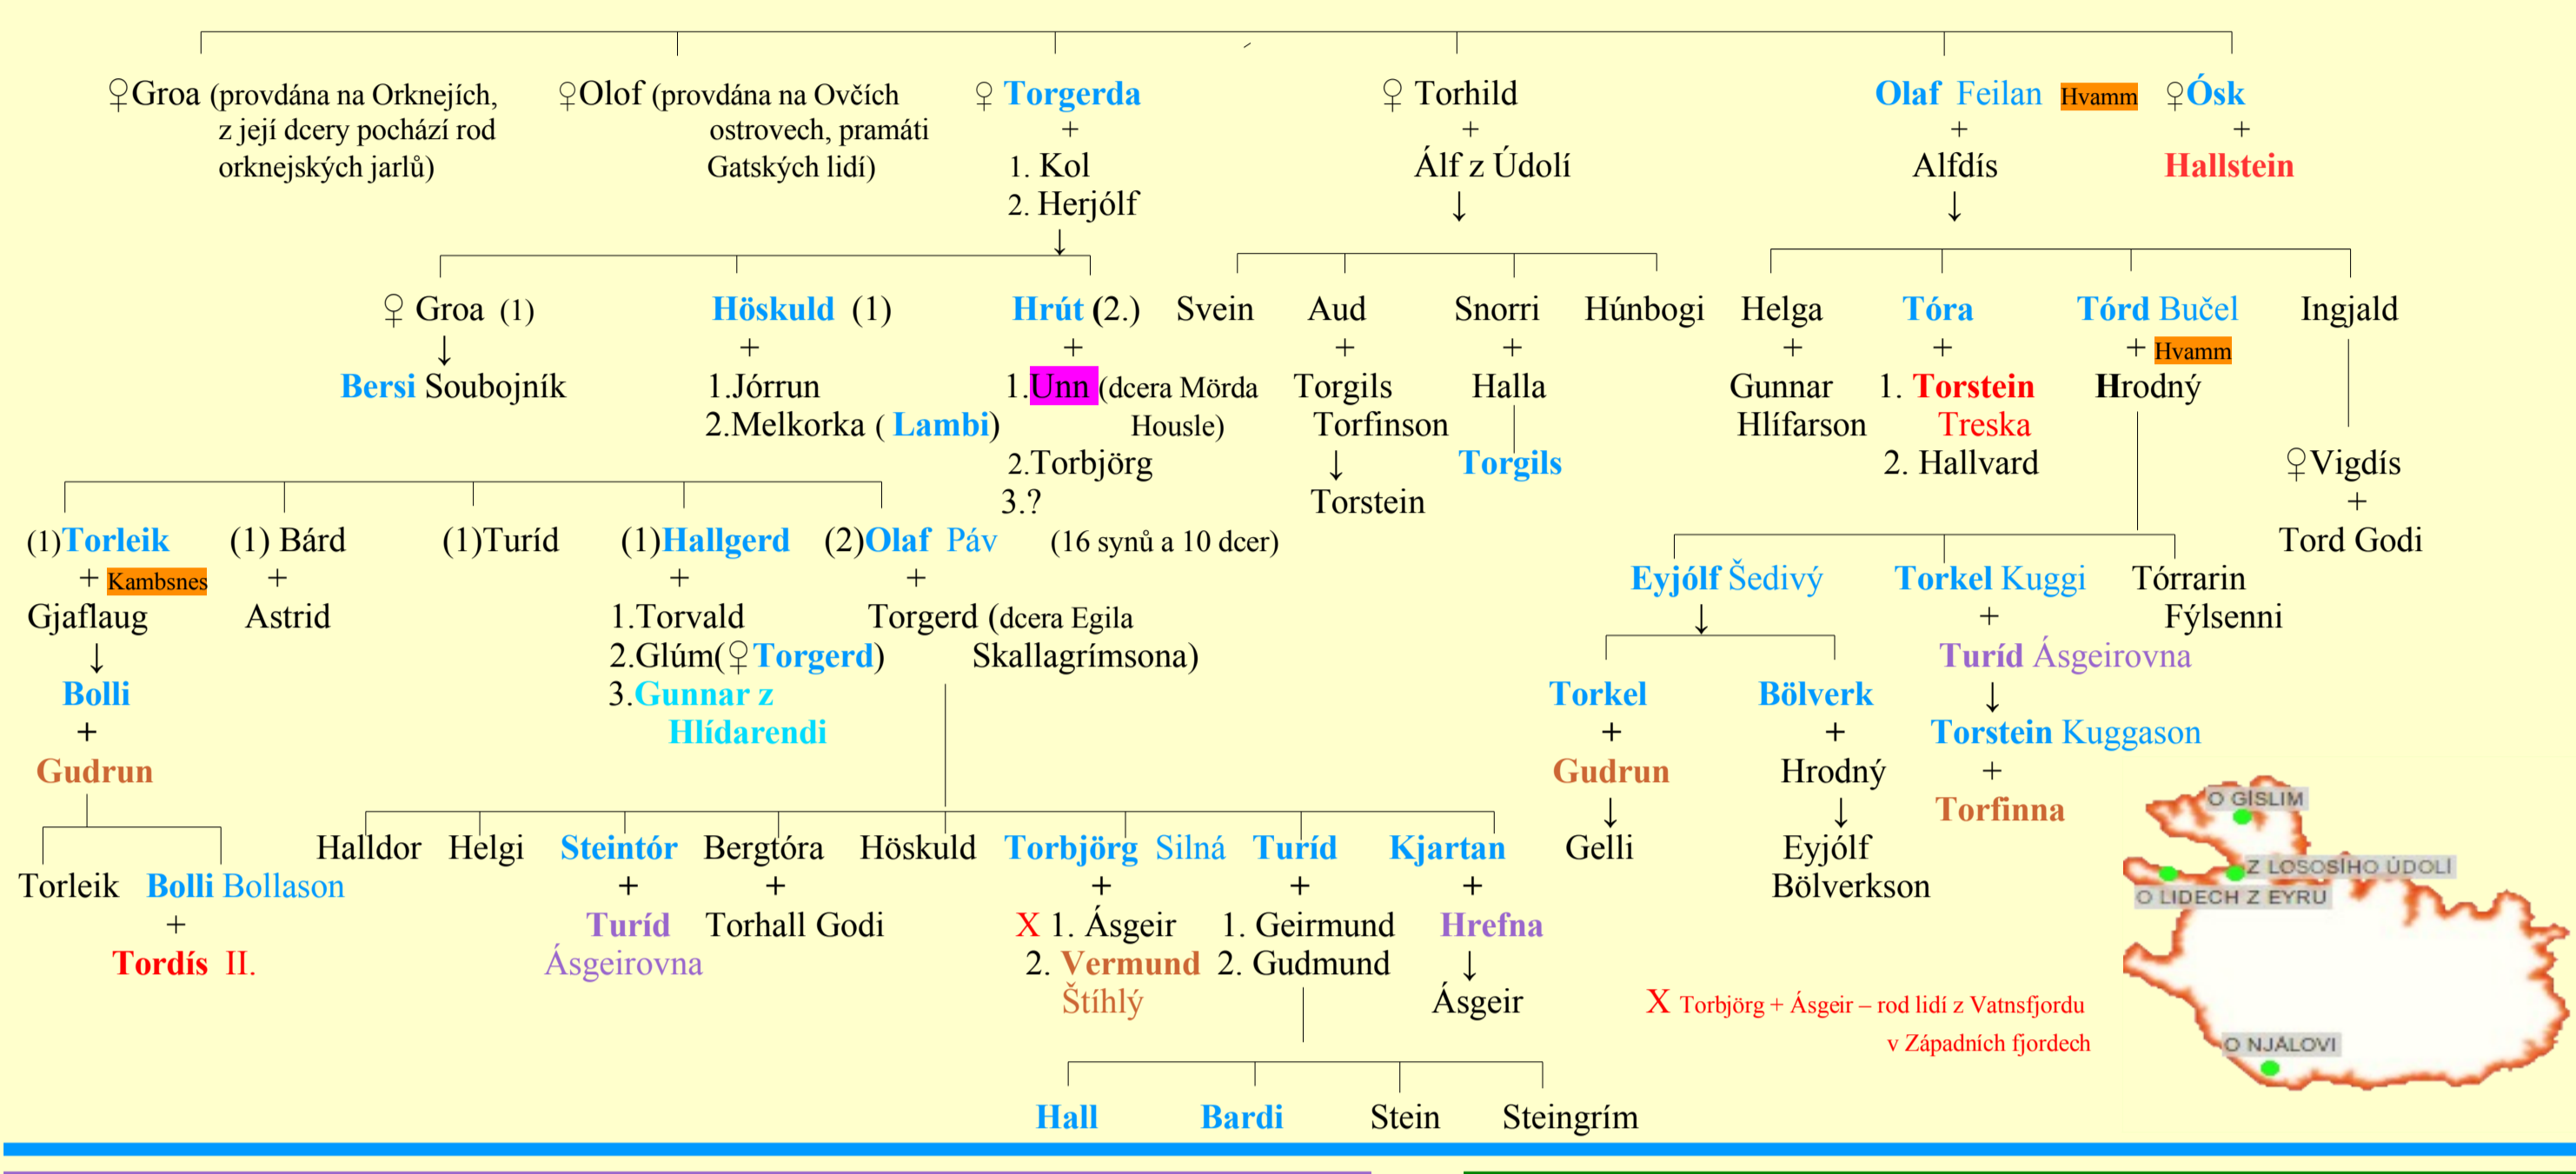 ♀Groa (provdána na Orknejích, ♀Olof (provdána na Ovčích ♀ Torgerda ♀ Torhild Olaf Feilan Hvamm ♀Ósk
z její dcery pochází rod ostrovech, pramáti + + + +
orknejských jarlů) Gatských lidí) 1. Kol Álf z Údolí Alfdís Hallstein
2. Herjólf ↓ ↓
↓
♀ Groa (1) Höskuld (1) Hrút (2.) Svein Aud Snorri Húnbogi Helga Tóra Tórd Bučel Ingjald
↓ + + + + + + + Hvamm
Bersi Soubojník 1.Jórrun 1.Unn (dcera Mörda Torgils Halla Gunnar 1. Torstein Hrodný
2.Melkorka ( Lambi) Housle) Torfinson Hlífarson Treska
2.Torbjörg ↓ Torgils 2. Hallvard ♀Vigdís
3.? Torstein +
(1)Torleik (1) Bárd (1)Turíd (1)Hallgerd (2)Olaf Páv (16 synů a 10 dcer) Tord Godi
+ Kambsnes + + + Eyjólf Šedivý Torkel Kuggi Tórrarin
Gjaflaug Astrid 1.Torvald Torgerd (dcera Egila ↓ + Fýlsenni
↓ 2.Glúm(♀Torgerd) Skallagrímsona) Turíd Ásgeirovna
Bolli 3.Gunnar z Torkel Bölverk ↓
+ Hlídarendi + + Torstein Kuggason
Gudrun Gudrun Hrodný +
↓ ↓ Torfinna
O GÍSLIM
Halldor Helgi Steintór Bergtóra Höskuld Torbjörg Silná Turíd Kjartan Gelli Eyjólf
Z LOSOSÍHO ÚDOLÍ
Torleik Bolli Bollason + + + + + Bölverkson
O LIDECH Z EYRU
+ Turíd Torhall Godi X 1. Ásgeir 1. Geirmund Hrefna
Tordís II. Ásgeirovna 2. Vermund 2. Gudmund ↓
Štíhlý Ásgeir X Torbjörg + Ásgeir – rod lidí z Vatnsfjordu
v Západních fjordech
O NJÁLOVI
Hall Bardi Stein Steingrím